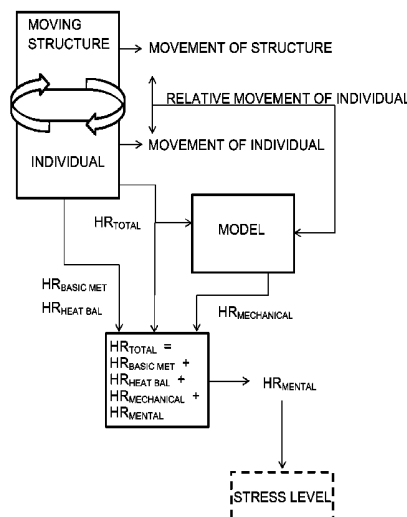 MOVING
STRUCTURE
MOVEMENT OF STRUCTURE
RELATIVE MOVEMENT OF INDIVIDUAL
MOVEMENT OF INDIVIDUAL
INDIVIDUAL
HRTOTAL
MODEL
HRBASIC MET
HRHEAT BAL
HRMECHANICAL
HRTOTAL =
HRBASIC MET +
HRHEAT BAL +
HRMECHANICAL +
HRMENTAL
HRMENTAL
STRESS LEVEL